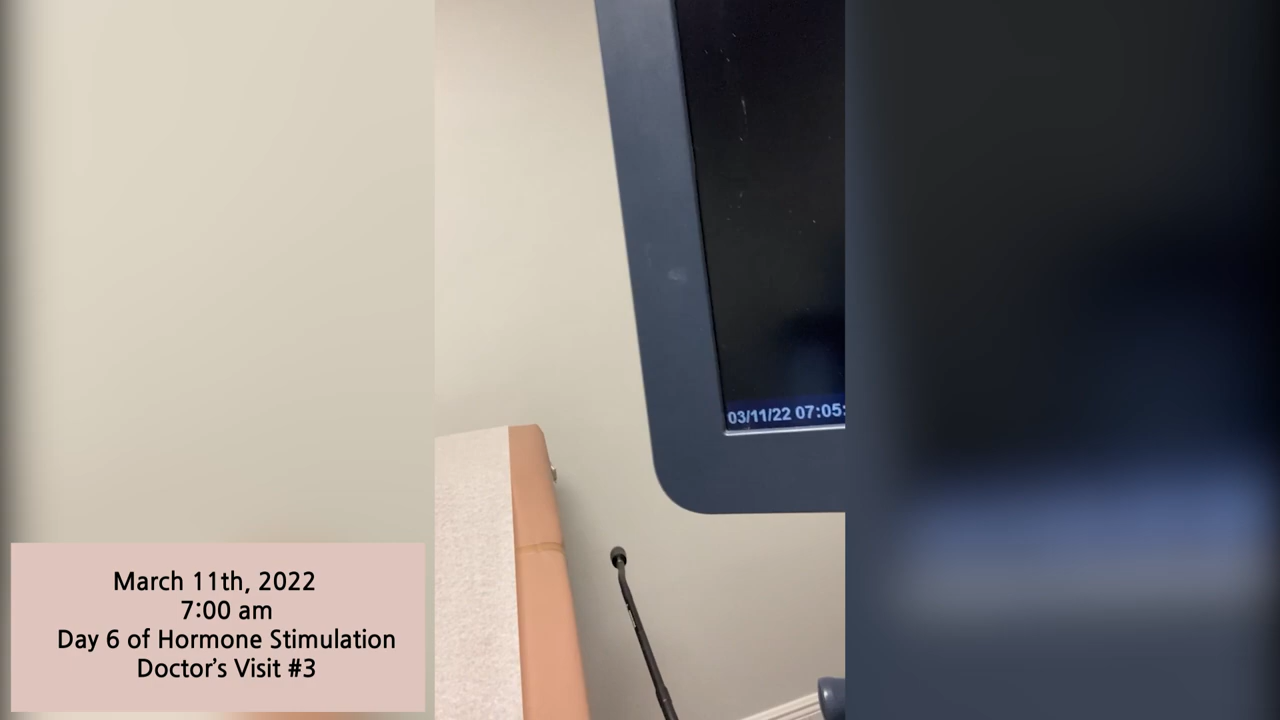 03/11/22 07:05:
March 11th, 2022
7:00 am
Day 6 of Hormone Stimulation
Doctor's Visit #3